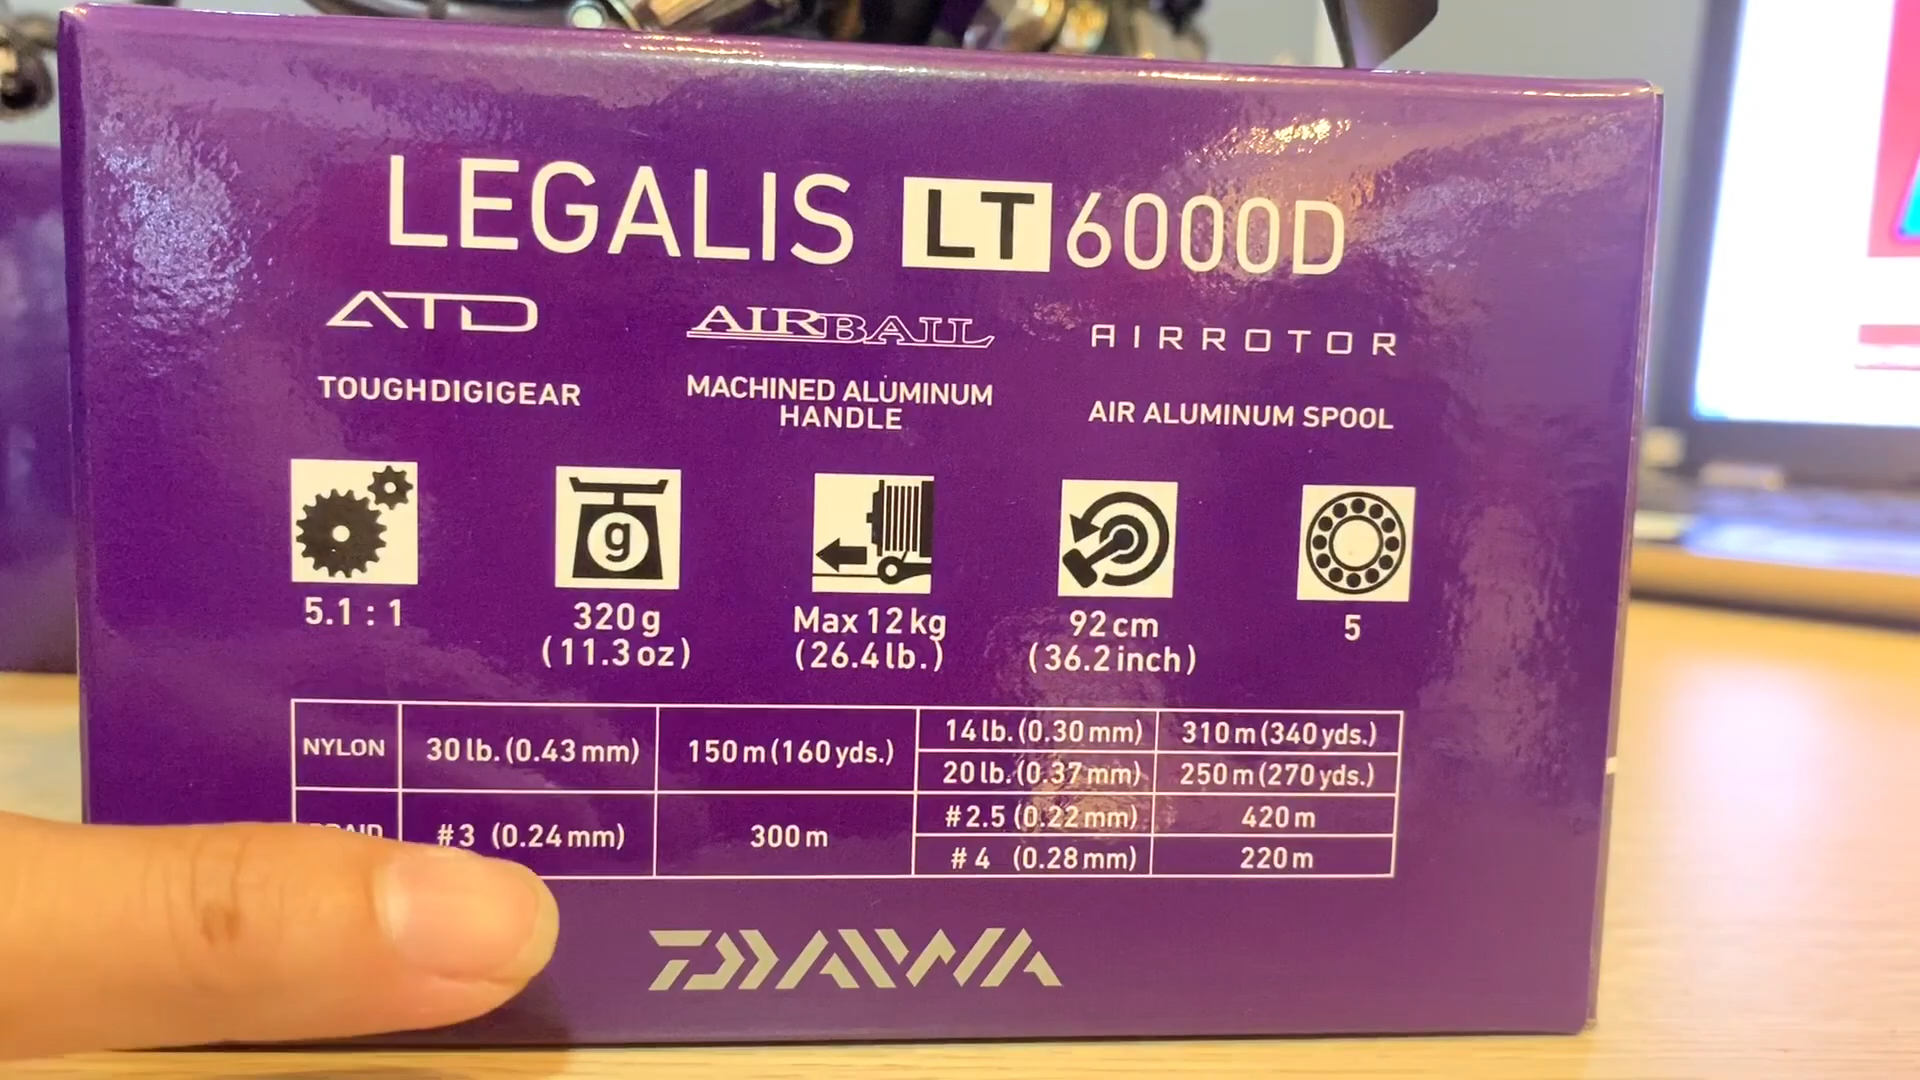 LEGALIS LT 6000D
ATD AIRBAIL AIRROTOR
TOUGHDIGIGEAR MACHINED ALUMINUM HANDLE AIR ALUMINUM SPOOL
g
5.1 : 1 320g (11.3oz) Max 12kg (26.4lb.) 92cm (36.2inch) 5
NYLON 30lb.(0.43mm) 150m(160yds.) 14lb.(0.30mm) 310m(340yds.)
20lb.(0.37mm) 250m(270yds.)
#3 (0.24mm) 300m #2.5 (0.22mm) 420m
#4 (0.28mm) 220m
DAIWA